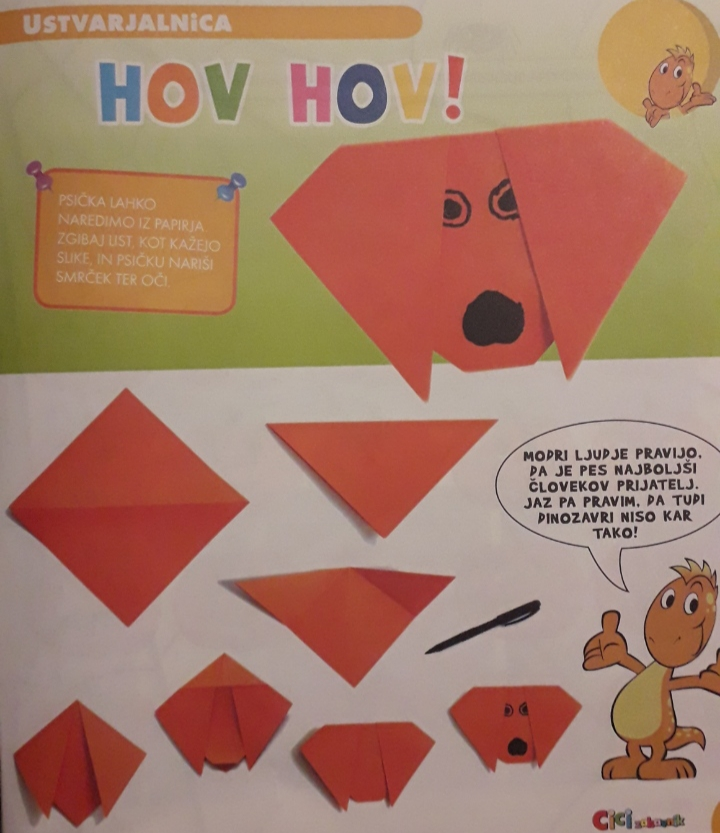 USTVARJALNICA
HOV HOV!
PSIČKA LAHKO
NAREDIMO IZ PAPIRJA.
ZGIBAJ LIST, KOT KAŽEJO
SLIKE, IN PSIČKU NARIŠI
SMRČEK TER OČI.
MODRI LJUDJE PRAVIJO,
DA JE PES NAJBOLJŠI
ČLOVEKOV PRIJATELJ.
JAZ PA PRAVIM, DA TUDI
DINOZAVRI NISO KAR
TAKO!
Cici zabavnik